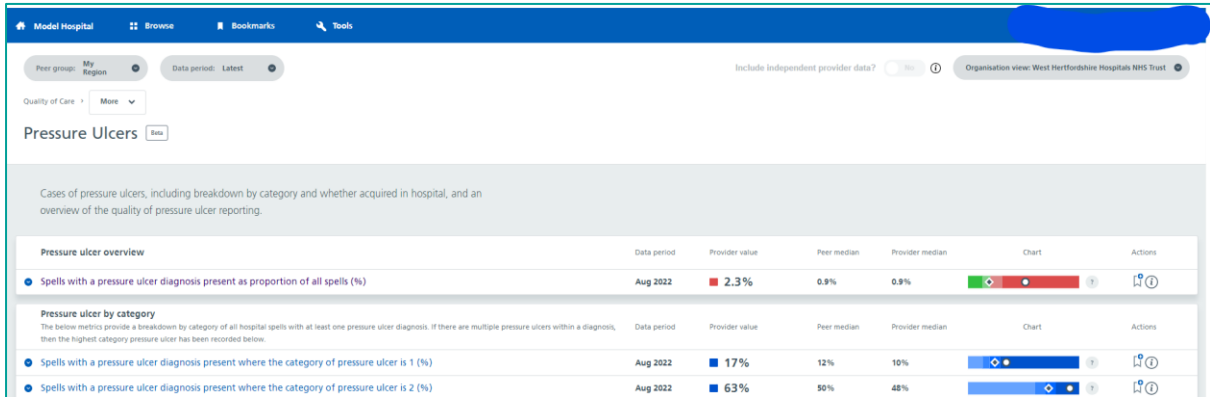 Model Hospital Browse Bookmarks Tools
Peer group: My Region Data period: Latest Include independent provider data? No Organisation view: West Hertfordshire Hospitals NHS Trust
Quality of Care More
Pressure Ulcers Beta
Cases of pressure ulcers, including breakdown by category and whether acquired in hospital, and an
overview of the quality of pressure ulcer reporting.
Pressure ulcer overview Data period Provider value Peer median Provider median Chart Actions
Spells with a pressure ulcer diagnosis present as proportion of all spells (%) Aug 2022 2.3% 0.9% 0.9% ? i
Pressure ulcer by category
The below metrics provide a breakdown by category of all hospital spells with at least one pressure ulcer diagnosis. If there are multiple pressure ulcers within a diagnosis, Data period Provider value Peer median Provider median Chart Actions
then the highest category pressure ulcer has been recorded below.
Spells with a pressure ulcer diagnosis present where the category of pressure ulcer is 1 (%) Aug 2022 17% 12% 10% ? i
Spells with a pressure ulcer diagnosis present where the category of pressure ulcer is 2 (%) Aug 2022 63% 50% 48% ? i